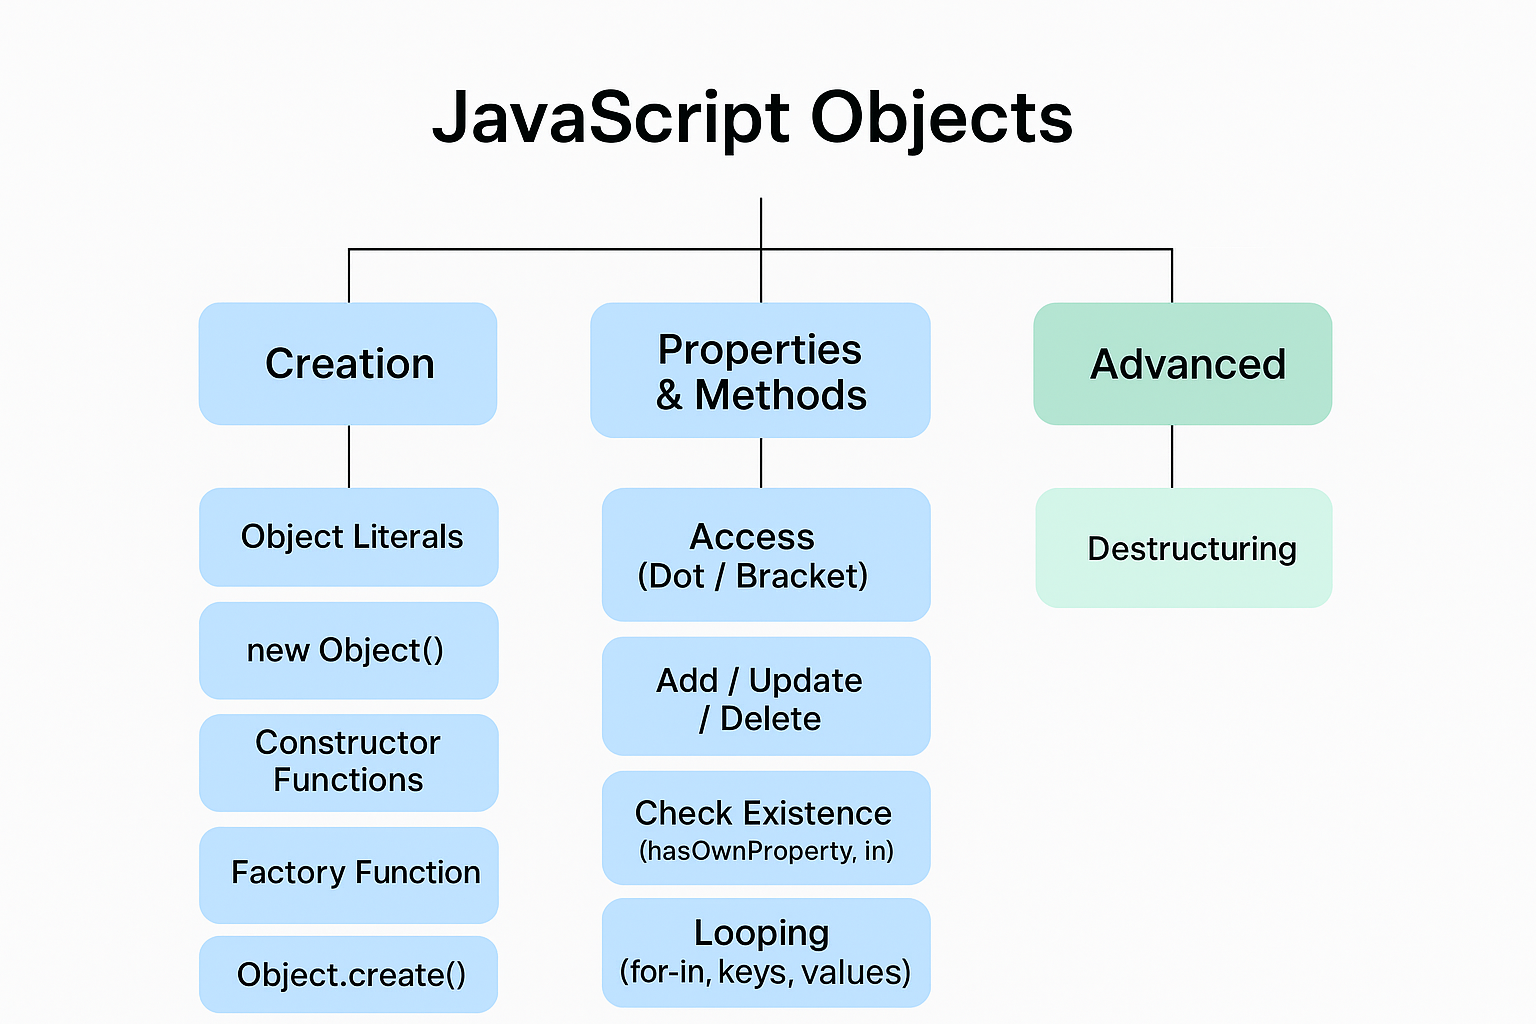 JavaScript Objects
Creation
Object Literals
new Object()
Constructor
Functions
Factory Function
Object.create()
Properties
& Methods
Access
(Dot / Bracket)
Add / Update
/ Delete
Check Existence
(hasOwnProperty, in)
Looping
(for-in, keys, values)
Advanced
Destructuring